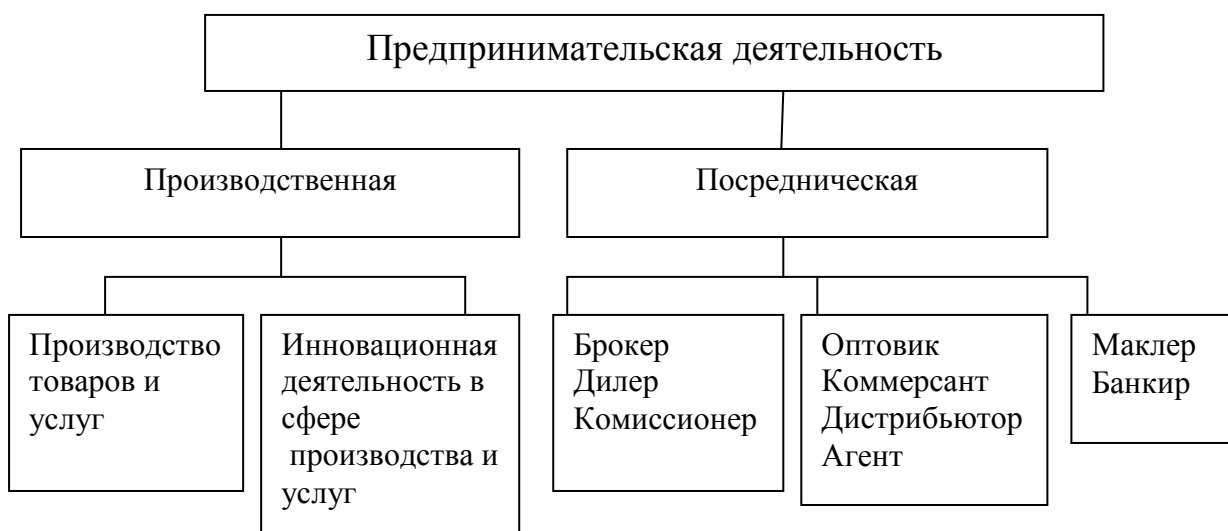 Предпринимательская деятельность
Производственная
Посредническая
Производство
товаров и
услуг
Инновационная
деятельность в
сфере
производства и
услуг
Брокер
Дилер
Комиссионер
Оптовик
Коммерсант
Дистрибьютор
Агент
Маклер
Банкир